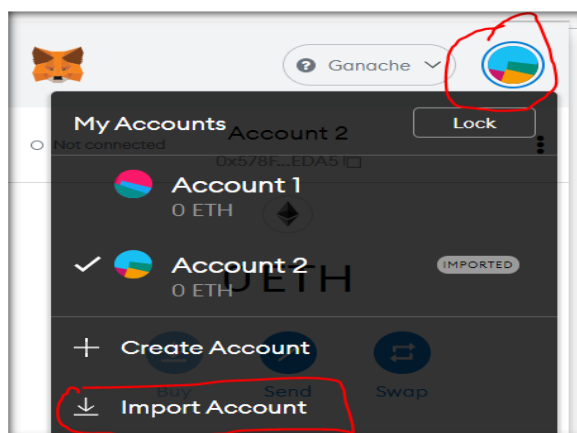 Ganache
My Accounts
Lock
Account 2
Not connected
0x578F...EDA5
Account 1
0 ETH
Account 2
IMPORTED
0 ETH
0 ETH
Create Account
Buy
Send
Swap
Import Account